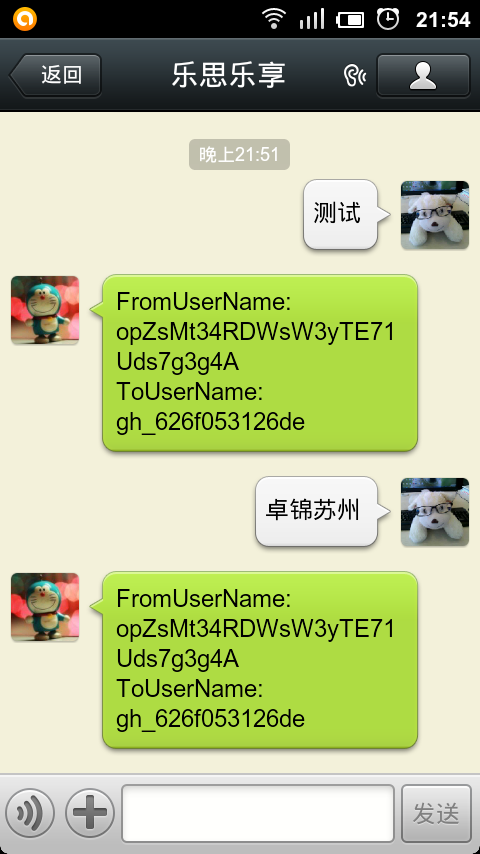 21:54
返回
乐思乐享
晚上21:51
测试
FromUserName:
opZsMt34RDWsW3yTE71
Uds7g3g4A
ToUserName:
gh_626f053126de
卓锦苏州
FromUserName:
opZsMt34RDWsW3yTE71
Uds7g3g4A
ToUserName:
gh_626f053126de
发送